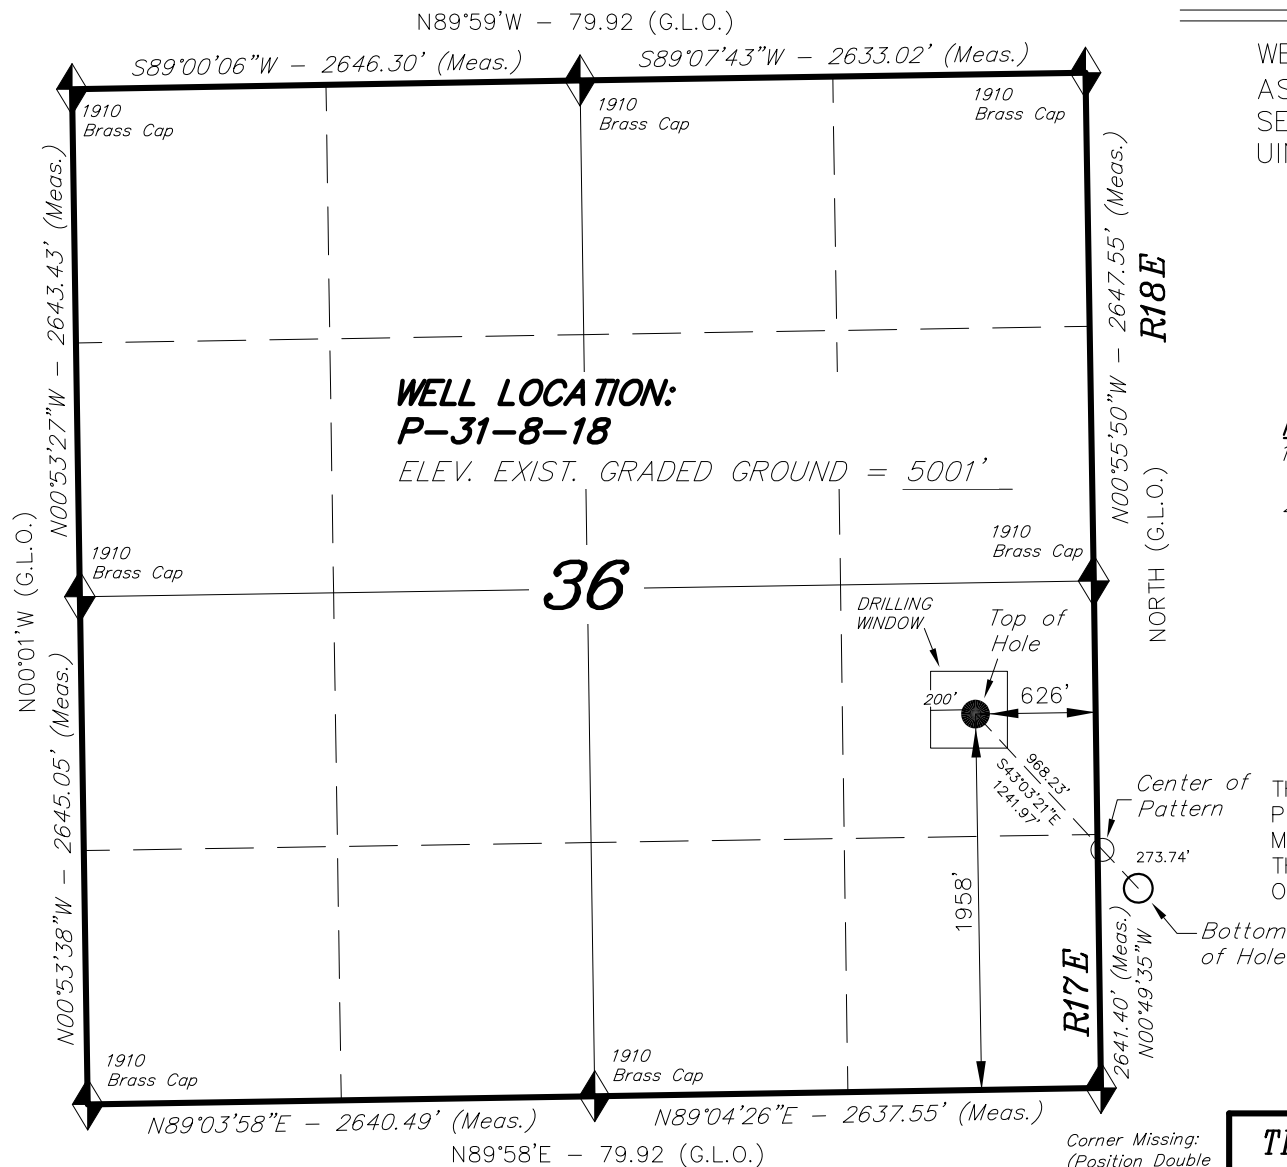 N89°59'W - 79.92 (G.L.O.)
S89°00'06"W - 2646.30' (Meas.)
S89°07'43"W - 2633.02' (Meas.)
1910
Brass Cap
1910
Brass Cap
1910
Brass Cap
N00°53'27"W - 2643.43' (Meas.)
N00°55'50"W - 2647.55' (Meas.)
R18E
WELL LOCATION:
P-31-8-18
ELEV. EXIST. GRADED GROUND = 5001'
N00°01'W (G.L.O.)
NORTH (G.L.O.)
1910
Brass Cap
1910
Brass Cap
36
DRILLING
WINDOW
Top of
Hole
200'
626'
968.23'
S43°03'21"E
1241.97'
Center of
Pattern
273.74'
1958'
Bottom
of Hole
N00°53'38"W - 2645.05' (Meas.)
R17E
2641.40' (Meas.)
N00°49'35"W
1910
Brass Cap
1910
Brass Cap
N89°03'58"E - 2640.49' (Meas.)
N89°04'26"E - 2637.55' (Meas.)
N89°58'E - 79.92 (G.L.O.)
Corner Missing:
(Position Double